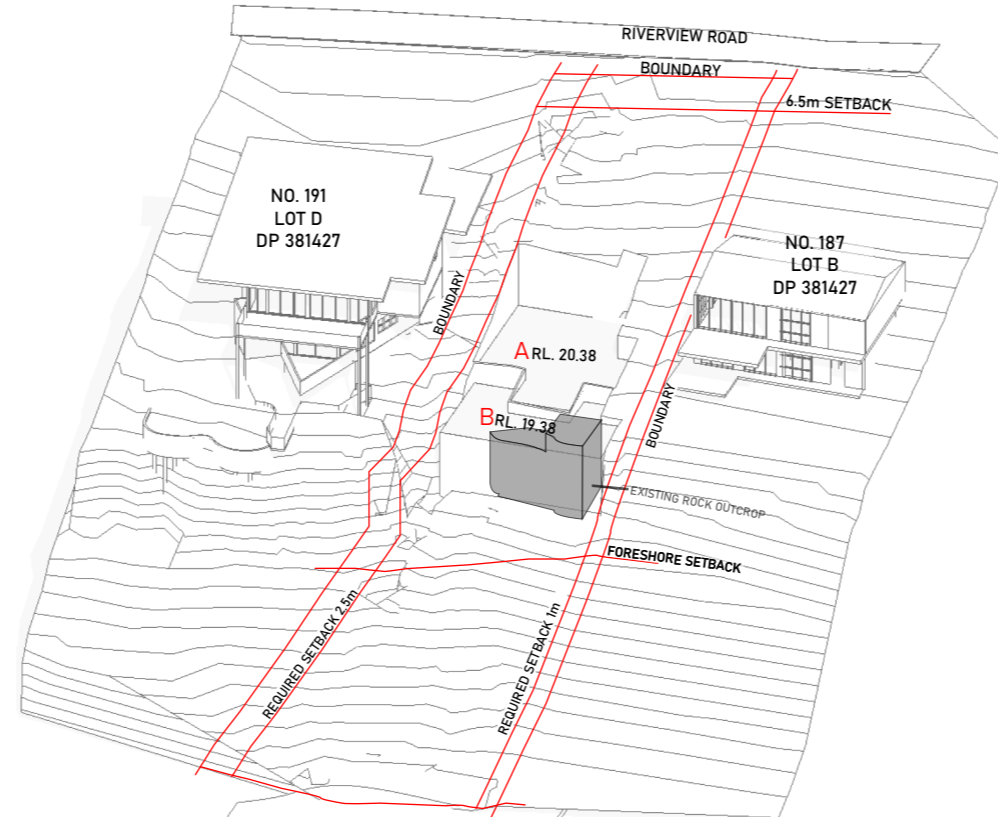 RIVERVIEW ROAD
BOUNDARY
6.5m SETBACK
NO. 191
LOT D
DP 381427
NO. 187
LOT B
DP 381427
BOUNDARY
A RL. 20.38
BOUNDARY
B RL. 19.38
EXISTING ROCK OUTCROP
FORESHORE SETBACK
REQUIRED SETBACK 2.5m
REQUIRED SETBACK 1m